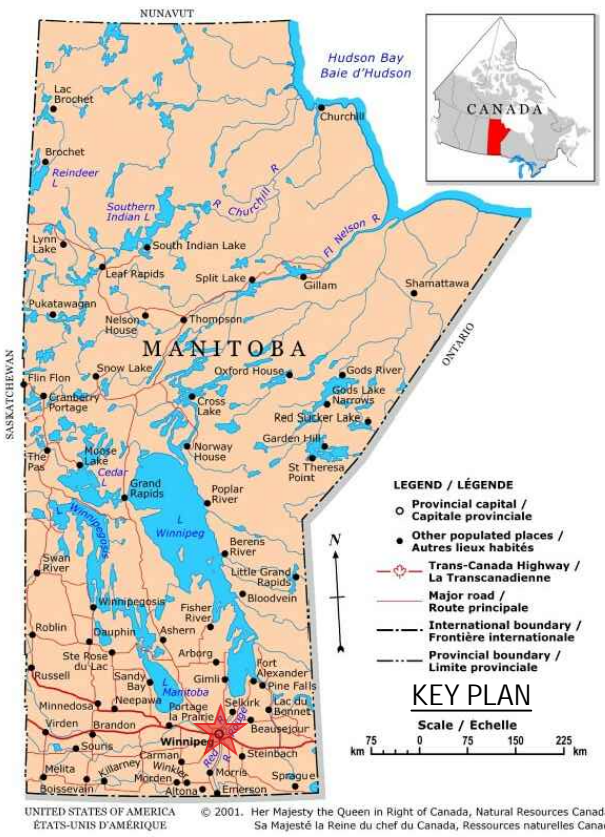 NUNAVUT
Hudson Bay
Baie d'Hudson
CANADA
Lac
Brochet
Churchill
Brochet
Reindeer
L
R Churchill R
Southern
Indian L
Fl Nelson R
Lynn
Lake
South Indian Lake
Leaf Rapids
Split Lake
Gillam
Shamattawa
Pukatawagan
Nelson
House
Thompson
MANITOBA
ONTARIO
SASKATCHEWAN
Snow Lake
Oxford House
Gods River
Flin Flon
Cranberry
Portage
Cross
Lake
Gods Lake
Narrows
Red Sucker Lake
Garden Hill
St Theresa
Point
Norway
House
The
Pas
Moose
Lake
Cedar
L
Grand
Rapids
Poplar
River
L
Winnipeg
L Winnipegosis
Berens
River
Little Grand
Rapids
Bloodvein
Swan
River
Winnipegosis
Fisher
River
Roblin
Dauphin
Ashern
Ste Rose
du Lac
Arborg
Fort
Alexander
Russell
Sandy
Bay
L
Manitoba
Gimli
Pine Falls
Minnedosa
Neepawa
Portage
la Prairie
Selkirk
Lac du
Bonnet
Virden
Brandon
Beausejour
Winnipeg
Souris
Carman
Steinbach
Red R
Melita
Killarney
Winkler
Morris
Boissevain
Morden
Altona
Emerson
Sprague
LEGEND / LÉGENDE
Provincial capital /
Capitale provinciale
Other populated places /
Autres lieux habités
Trans-Canada Highway /
La Transcanadienne
Major road /
Route principale
International boundary /
Frontière internationale
Provincial boundary /
Limite provinciale
N
KEY PLAN
Scale / Echelle
75 0 75 150 225
km km
UNITED STATES OF AMERICA
ÉTATS-UNIS D'AMÉRIQUE
© 2001. Her Majesty the Queen in Right of Canada, Natural Resources Canad
Sa Majesté la Reine du chef du Canada, Ressources naturelles Cana